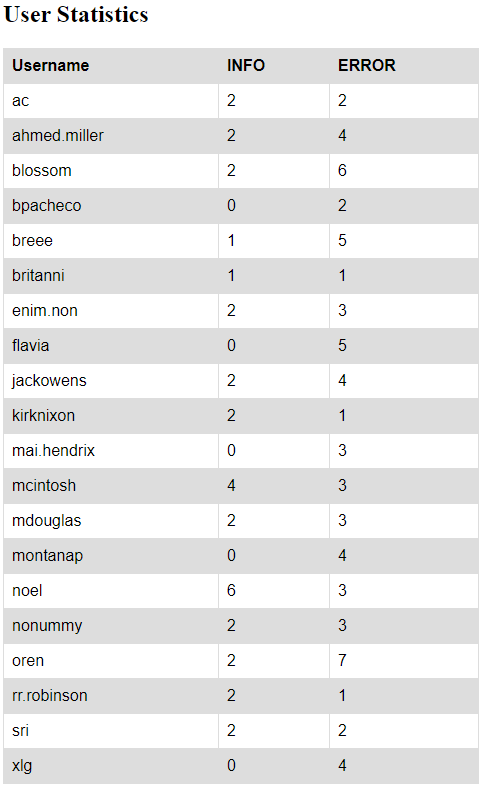 User Statistics
Username INFO ERROR
ac 2 2
ahmed.miller 2 4
blossom 2 6
bpacheco 0 2
breee 1 5
britanni 1 1
enim.non 2 3
flavia 0 5
jackowens 2 4
kirknixon 2 1
mai.hendrix 0 3
mcintosh 4 3
mdouglas 2 3
montanap 0 4
noel 6 3
nonummy 2 3
oren 2 7
rr.robinson 2 1
sri 2 2
xlg 0 4